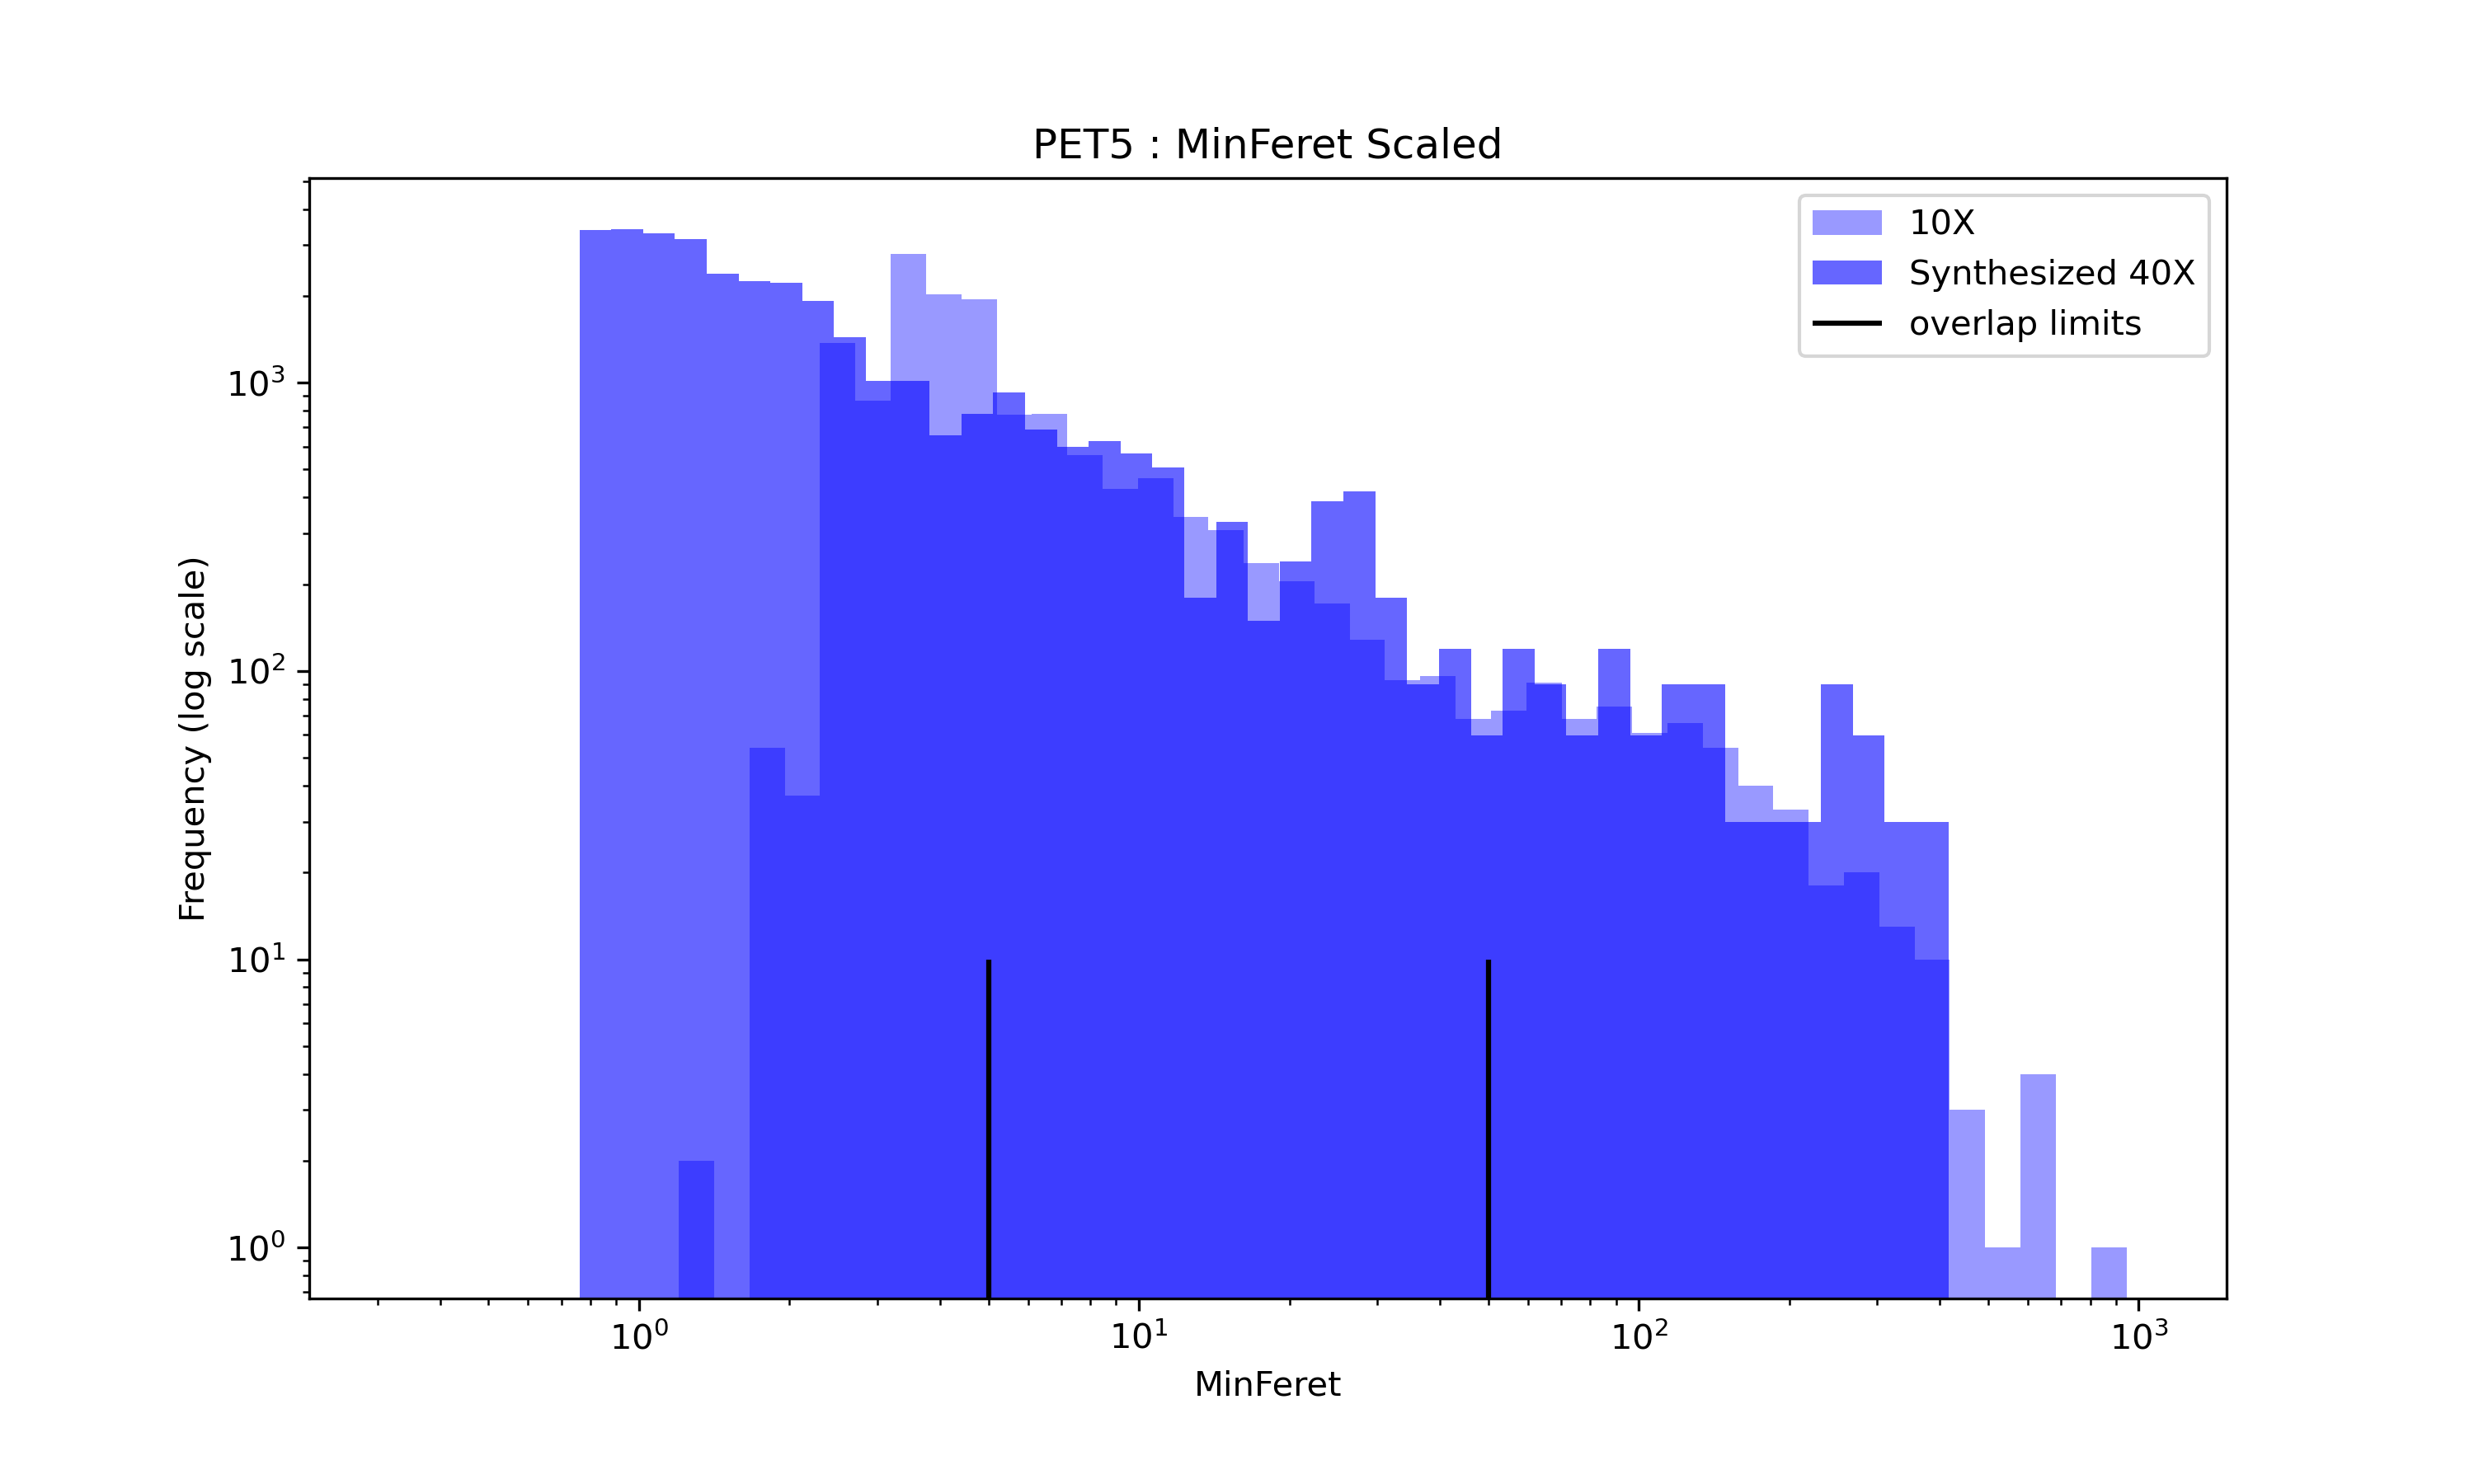 PET5 : MinFeret Scaled
10X
Synthesized 40X
overlap limits
Frequency (log scale)
10³
10²
10¹
10⁰
10⁰ 10¹ 10² 10³
MinFeret